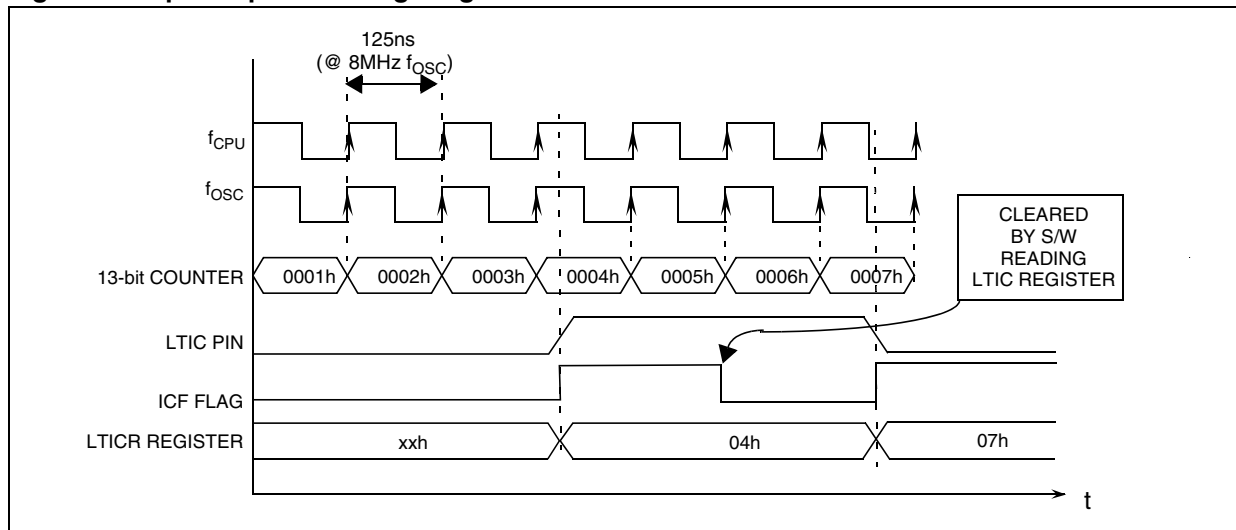 125ns
(@ 8MHz fOSC)
fCPU
fOSC
CLEARED
BY S/W
READING
LTIC REGISTER
13-bit COUNTER
0001h
0002h
0003h
0004h
0005h
0006h
0007h
LTIC PIN
ICF FLAG
LTICR REGISTER
xxh
04h
07h
t